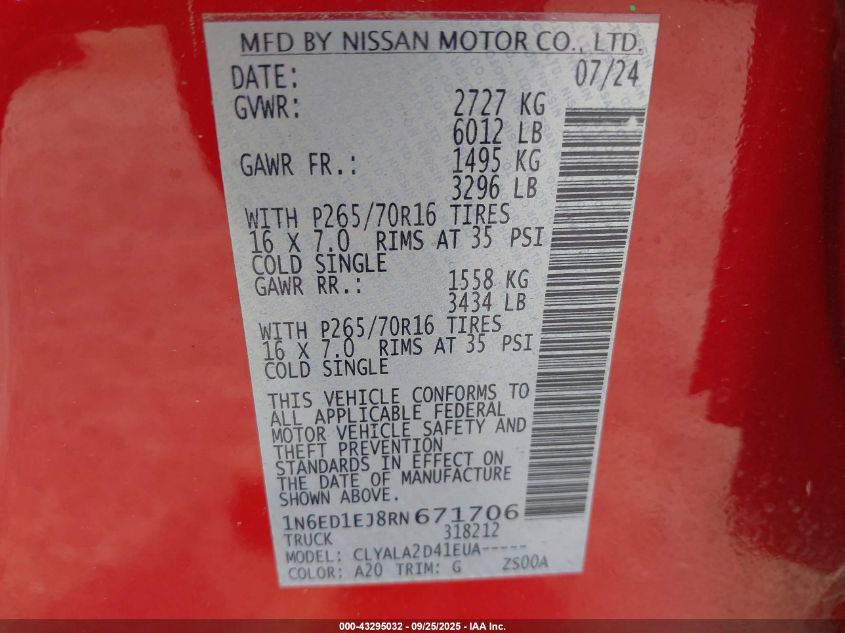 MFD BY NISSAN MOTOR CO., LTD.
DATE: 07/24
GVWR: 2727 KG
6012 LB
GAWR FR.: 1495 KG
3296 LB
WITH P265/70R16 TIRES
16 X 7.0 RIMS AT 35 PSI
COLD SINGLE
GAWR RR.: 1558 KG
3434 LB
WITH P265/70R16 TIRES
16 X 7.0 RIMS AT 35 PSI
COLD SINGLE
THIS VEHICLE CONFORMS TO
ALL APPLICABLE FEDERAL
MOTOR VEHICLE SAFETY AND
THEFT PREVENTION
STANDARDS IN EFFECT ON
THE DATE OF MANUFACTURE
SHOWN ABOVE.
1N6ED1EJ8RN671706
TRUCK 318212
MODEL: CLYALA2D41EUA-----
COLOR: A20 TRIM: G ZS00A
000-43295032 - 09/25/2025 - IAA Inc.